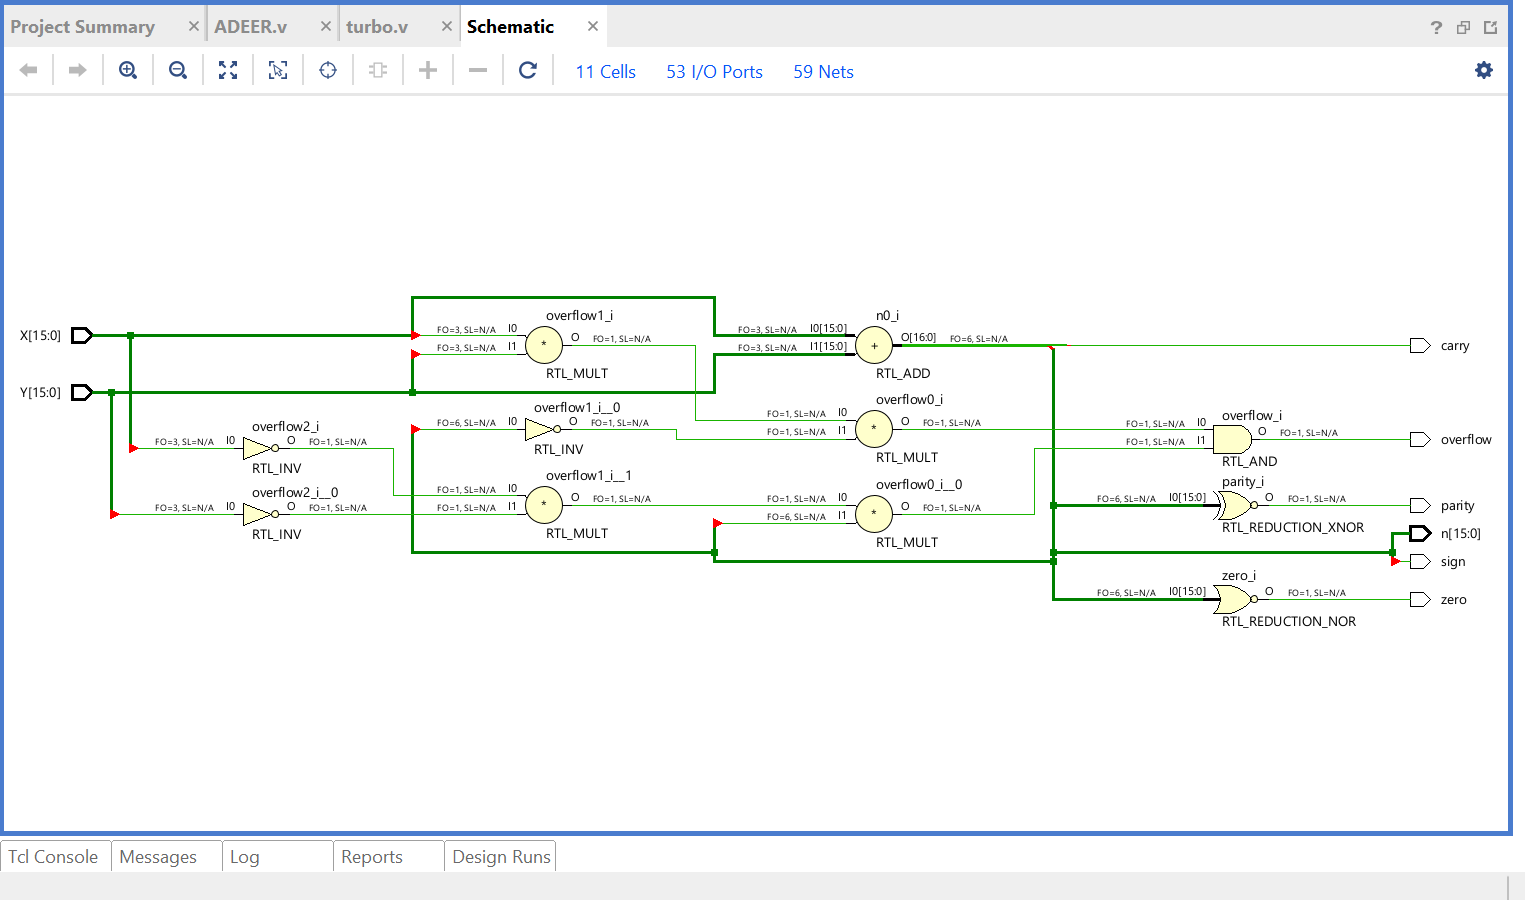 Project Summary
ADEER.v
turbo.v
Schematic
11 Cells
53 I/O Ports
59 Nets
overflow1_i
n0_i
FO=3, SL=N/A I0
FO=3, SL=N/A I0[15:0]
X[15:0]
O FO=1, SL=N/A
O[16:0] FO=6, SL=N/A
*
+
carry
FO=3, SL=N/A I1
FO=3, SL=N/A I1[15:0]
RTL_MULT
RTL_ADD
Y[15:0]
overflow1_i__0
overflow0_i
overflow_i
overflow2_i
FO=6, SL=N/A I0
O FO=1, SL=N/A
FO=1, SL=N/A I0
O FO=1, SL=N/A
*
FO=1, SL=N/A I1
FO=1, SL=N/A I0
O FO=1, SL=N/A
overflow
FO=3, SL=N/A I0
O FO=1, SL=N/A
RTL_INV
RTL_MULT
FO=1, SL=N/A I1
RTL_AND
RTL_INV
overflow1_i__1
overflow0_i__0
parity_i
overflow2_i__0
FO=1, SL=N/A I0
O FO=1, SL=N/A
*
FO=1, SL=N/A I1
FO=1, SL=N/A I0
O FO=1, SL=N/A
*
FO=6, SL=N/A I1
FO=6, SL=N/A I0[15:0]
O FO=1, SL=N/A
parity
FO=3, SL=N/A I0
O FO=1, SL=N/A
RTL_INV
RTL_MULT
RTL_MULT
RTL_REDUCTION_XNOR
n[15:0]
sign
zero_i
FO=6, SL=N/A I0[15:0]
O FO=1, SL=N/A
zero
RTL_REDUCTION_NOR
Tcl Console
Messages
Log
Reports
Design Runs